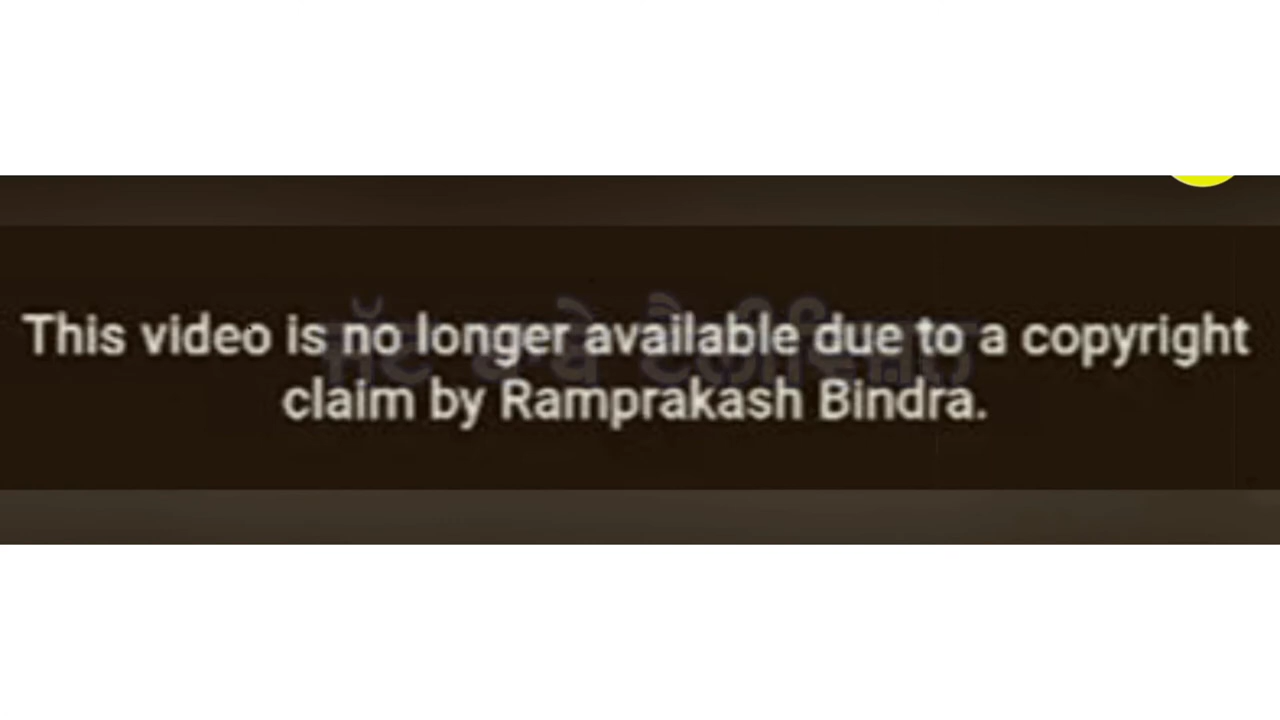 This video is no longer available due to a copyright
claim by Ramprakash Bindra.